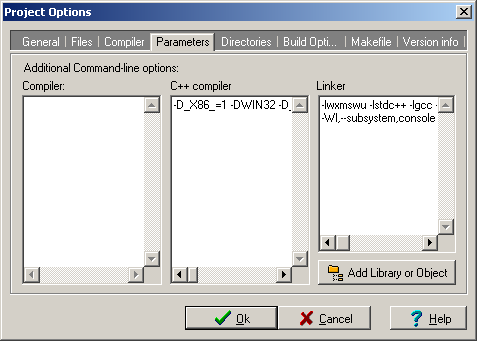 Project Options
General Files Compiler Parameters Directories Build Opti... Makefile Version info
Additional Command-line options:
Compiler: C++ compiler Linker
-D_X86_=1 -DWIN32 -D_ -lwxmswu -lstdc++ -lgcc -
-Wl,--subsystem,console
Add Library or Object
Ok Cancel Help